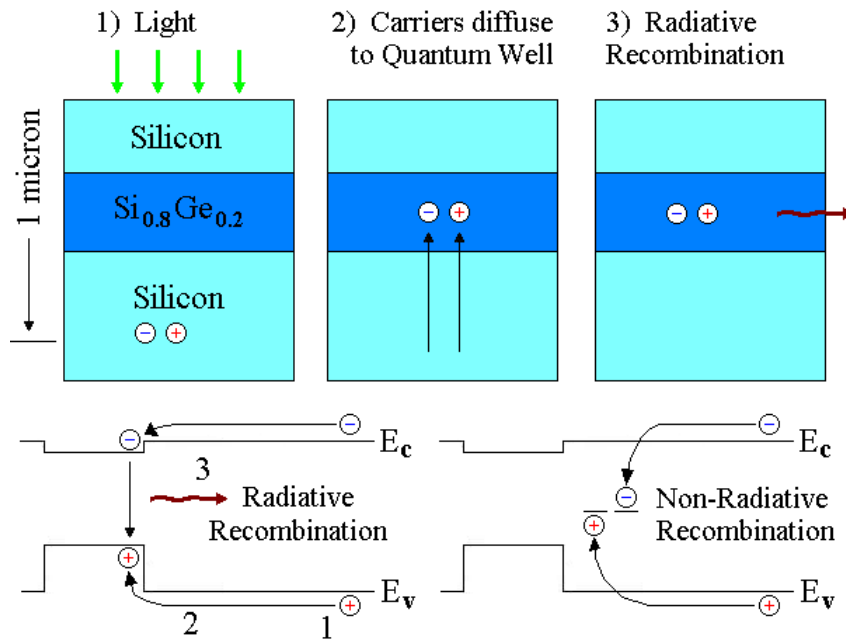 1) Light
2) Carriers diffuse
to Quantum Well
3) Radiative
Recombination
1 micron
Silicon
Si0.8Ge0.2
Silicon
− +
− +
− +
− − Ec
3
Radiative
Recombination
+
2 1 + Ev
− Ec
−
+
Non-Radiative
Recombination
+ Ev